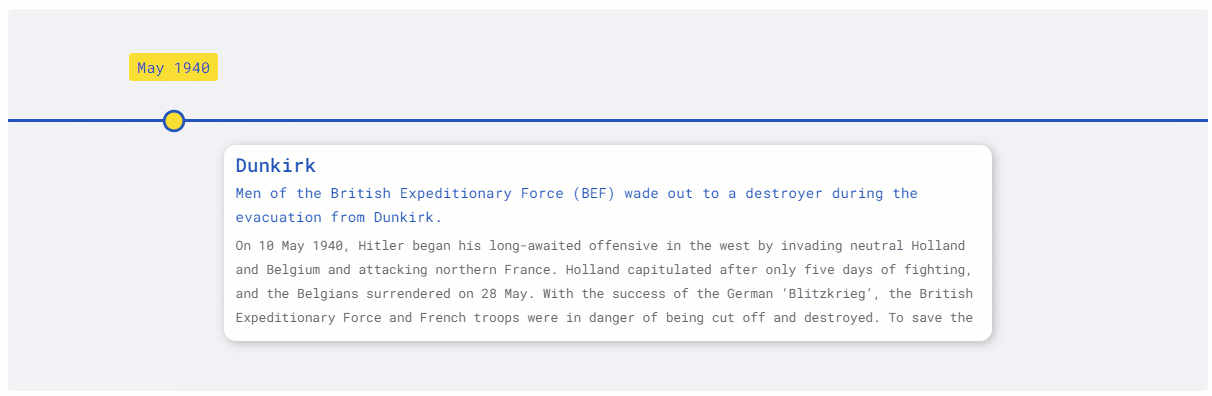 May 1940
Dunkirk
Men of the British Expeditionary Force (BEF) wade out to a destroyer during the
evacuation from Dunkirk.
On 10 May 1940, Hitler began his long-awaited offensive in the west by invading neutral Holland
and Belgium and attacking northern France. Holland capitulated after only five days of fighting,
and the Belgians surrendered on 28 May. With the success of the German ‘Blitzkrieg’, the British
Expeditionary Force and French troops were in danger of being cut off and destroyed. To save the